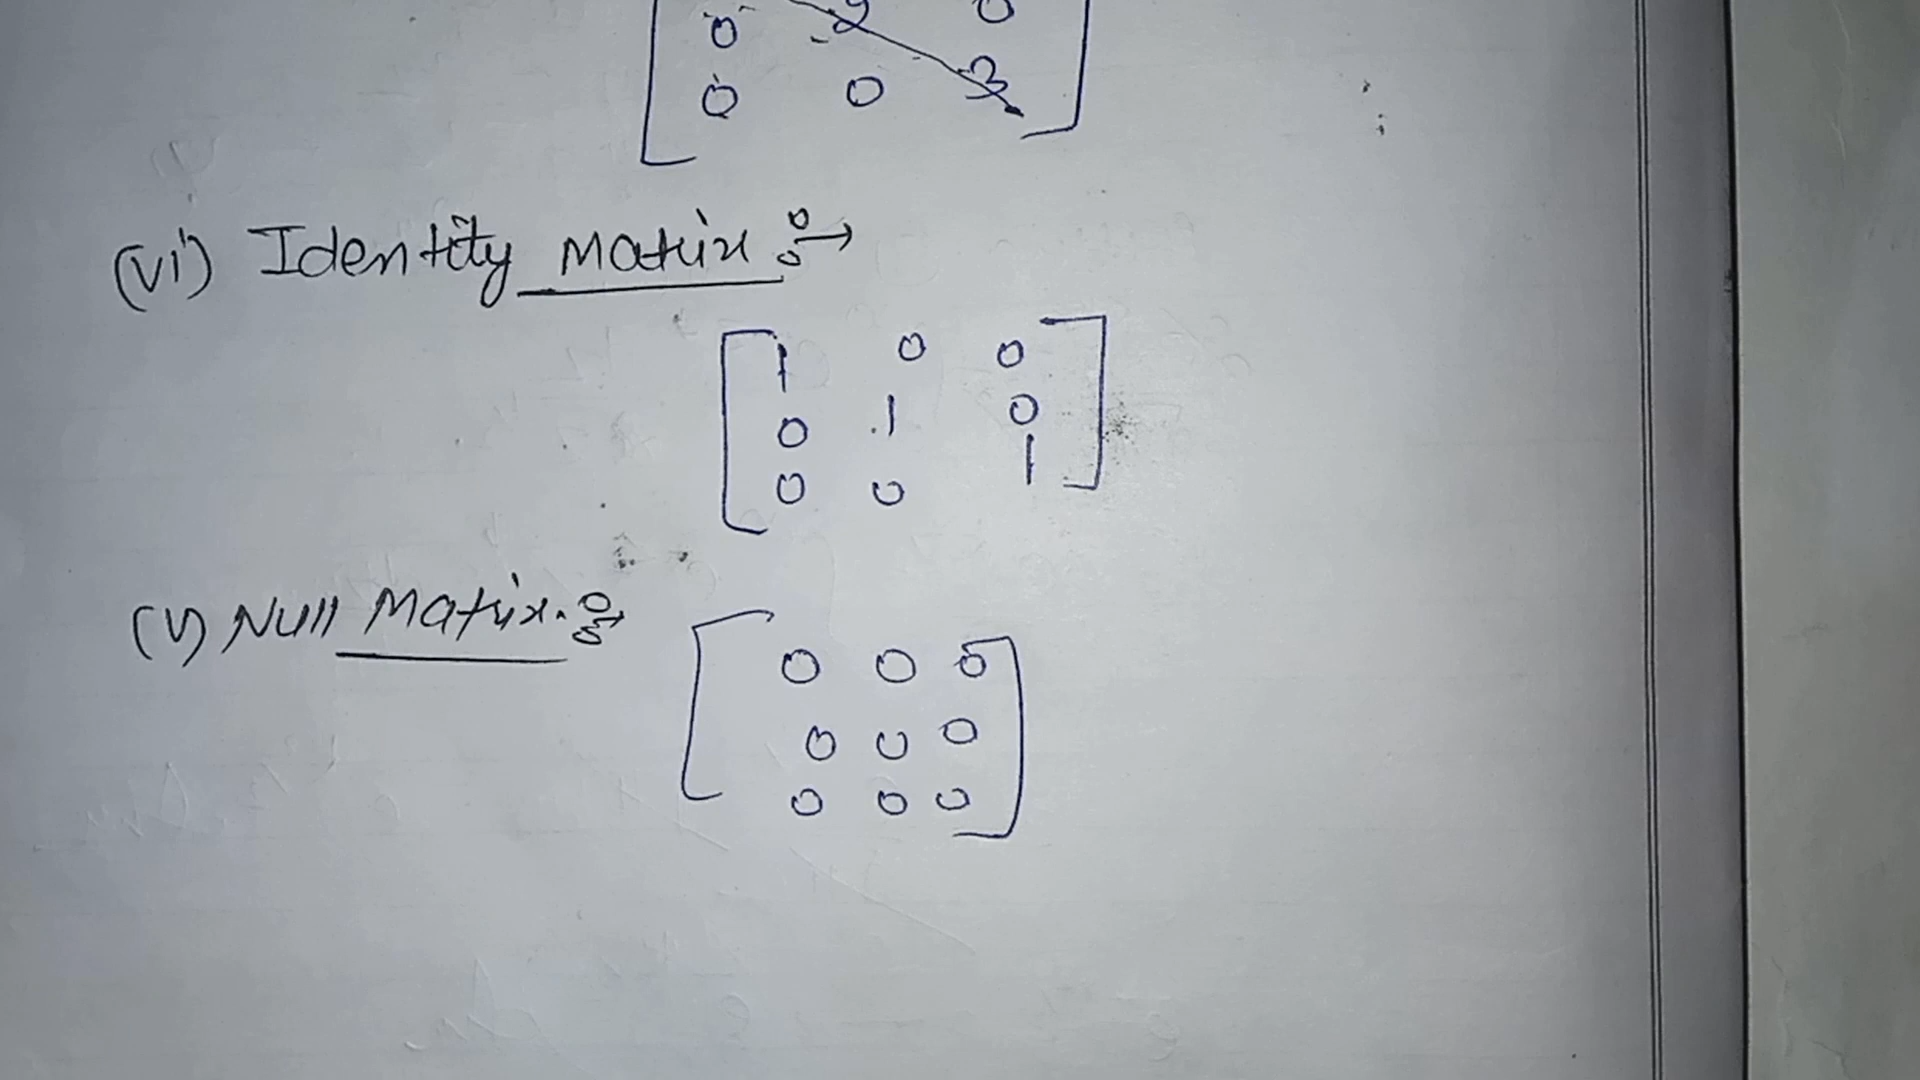 0 2 0
0 0 3
(vi) Identity Matrix :→
1 0 0
0 1 0
0 0 1
(v) Null Matrix :→
0 0 0
0 0 0
0 0 0